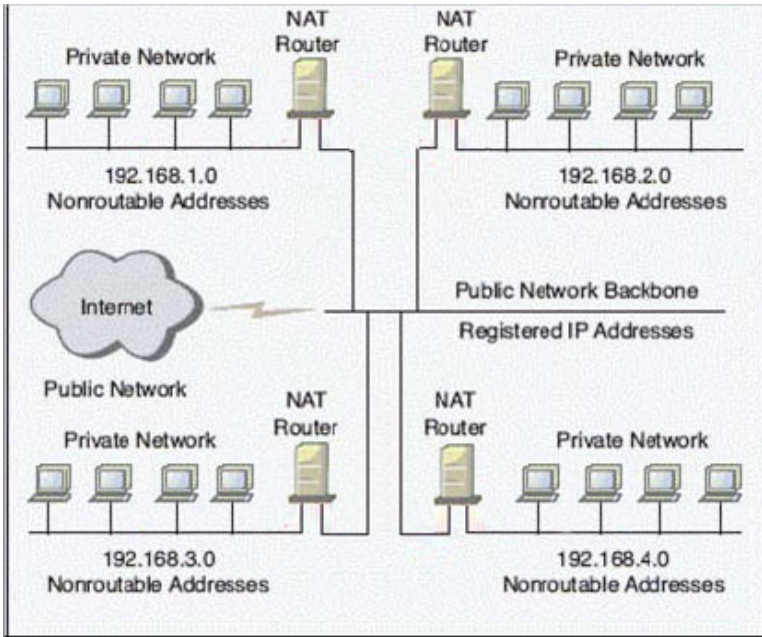 Private Network
NAT
Router
192.168.1.0
Nonroutable Addresses
NAT
Router
Private Network
192.168.2.0
Nonroutable Addresses
Internet
Public Network
Public Network Backbone
Registered IP Addresses
Private Network
NAT
Router
192.168.3.0
Nonroutable Addresses
NAT
Router
Private Network
192.168.4.0
Nonroutable Addresses